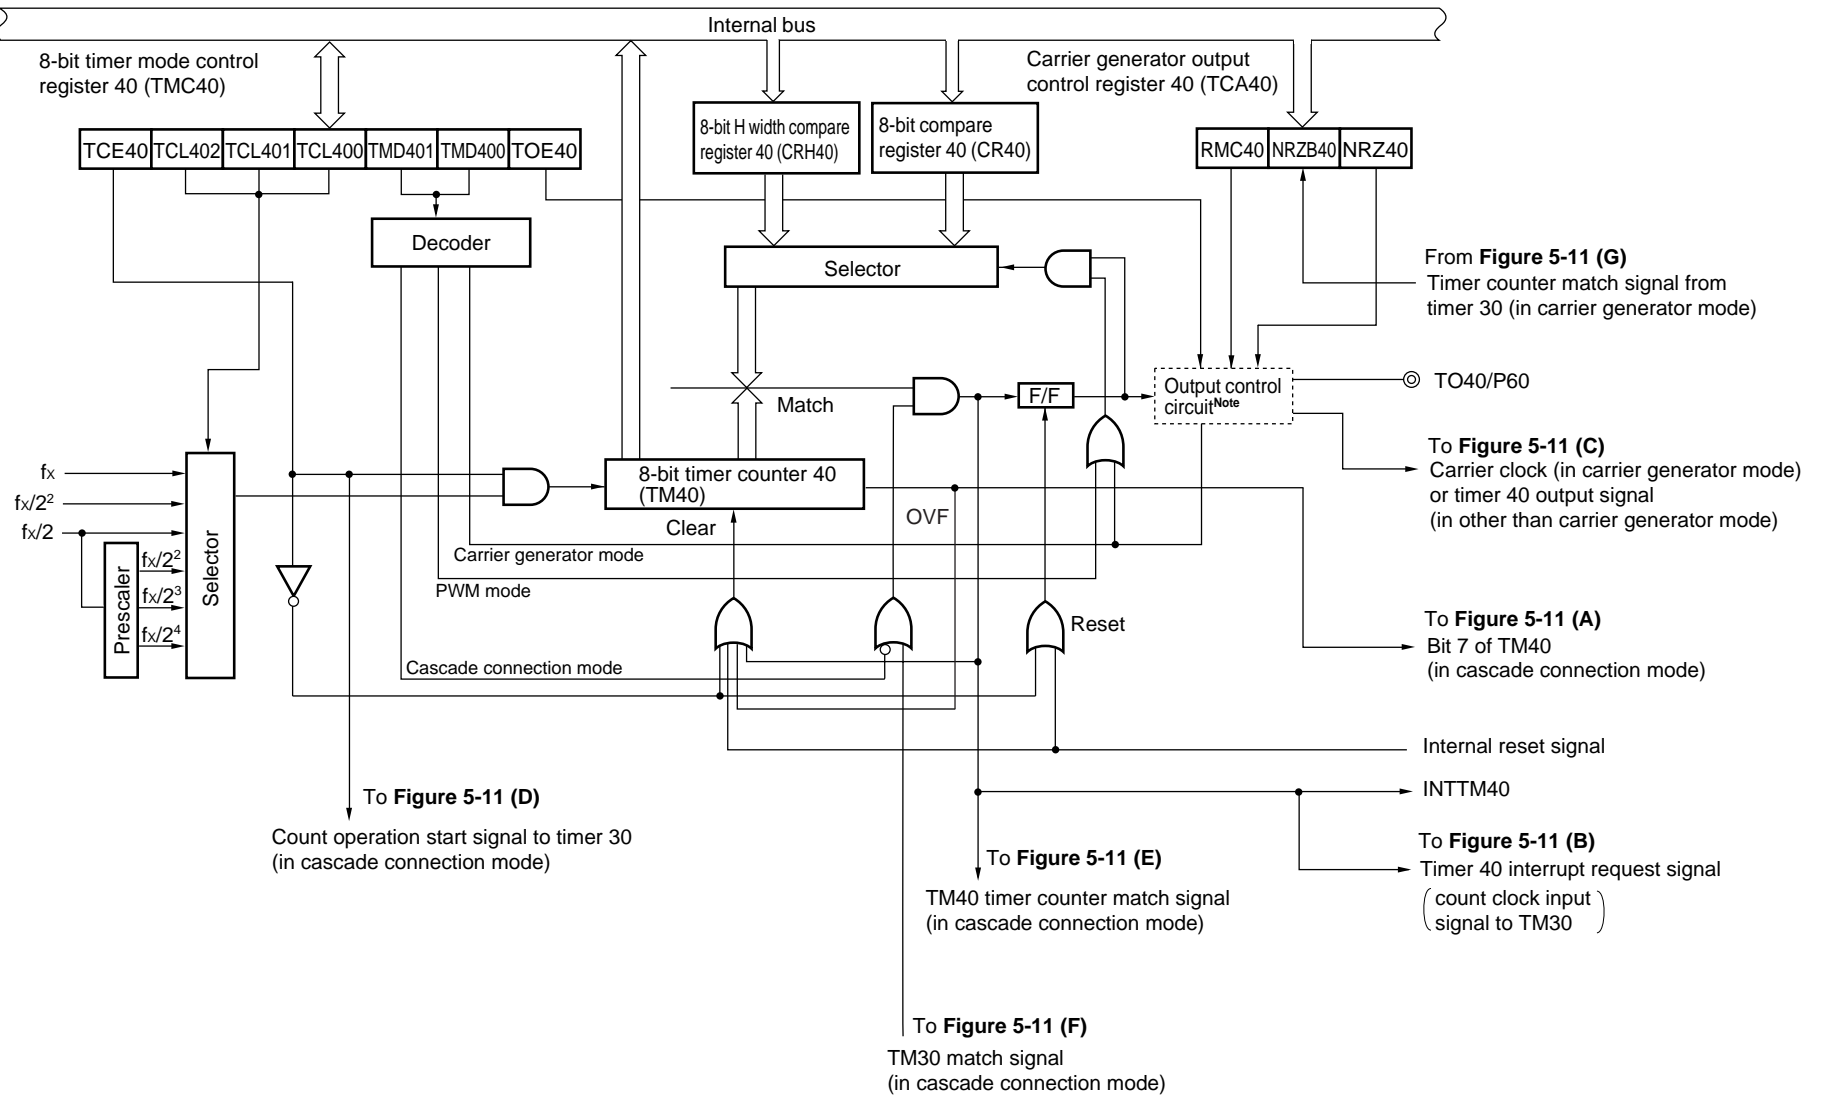 Internal bus
8-bit timer mode control
register 40 (TMC40)
Carrier generator output
control register 40 (TCA40)
8-bit H width compare
register 40 (CRH40)
8-bit compare
register 40 (CR40)
TCE40 TCL402 TCL401 TCL400 TMD401 TMD400 TOE40
RMC40 NRZB40 NRZ40
Decoder
Selector
From Figure 5-11 (G)
Timer counter match signal from
timer 30 (in carrier generator mode)
Match
F/F
Output control
circuitNote
TO40/P60
To Figure 5-11 (C)
Carrier clock (in carrier generator mode)
or timer 40 output signal
(in other than carrier generator mode)
fX
fX/2²
fX/2
Prescaler
fX/2²
fX/2³
fX/2⁴
Selector
8-bit timer counter 40
(TM40)
Clear
OVF
Carrier generator mode
PWM mode
Cascade connection mode
Reset
To Figure 5-11 (A)
Bit 7 of TM40
(in cascade connection mode)
Internal reset signal
INTTM40
To Figure 5-11 (D)
Count operation start signal to timer 30
(in cascade connection mode)
To Figure 5-11 (B)
Timer 40 interrupt request signal
(count clock input
signal to TM30)
To Figure 5-11 (E)
TM40 timer counter match signal
(in cascade connection mode)
To Figure 5-11 (F)
TM30 match signal
(in cascade connection mode)